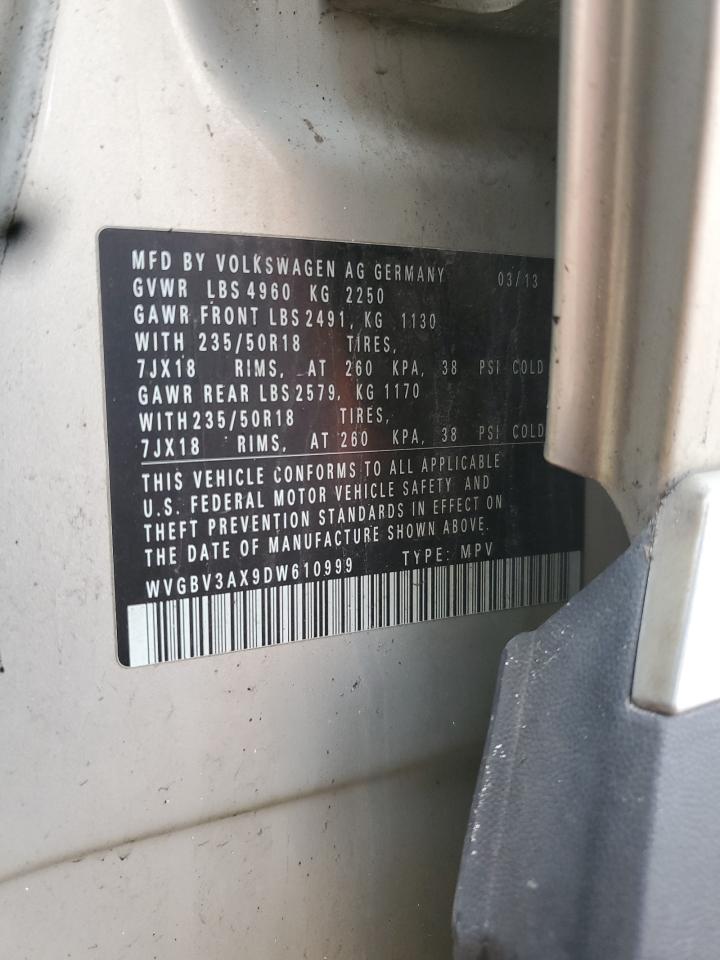 MFD BY VOLKSWAGEN AG GERMANY 03/13
GVWR LBS 4960 KG 2250
GAWR FRONT LBS 2491, KG 1130
WITH 235/50R18 TIRES,
7JX18 RIMS, AT 260 KPA, 38 PSI COLD
GAWR REAR LBS 2579, KG 1170
WITH 235/50R18 TIRES,
7JX18 RIMS, AT 260 KPA, 38 PSI COLD
THIS VEHICLE CONFORMS TO ALL APPLICABLE
U.S. FEDERAL MOTOR VEHICLE SAFETY AND
THEFT PREVENTION STANDARDS IN EFFECT ON
THE DATE OF MANUFACTURE SHOWN ABOVE.
WVGBV3AX9DW610999 TYPE: MPV